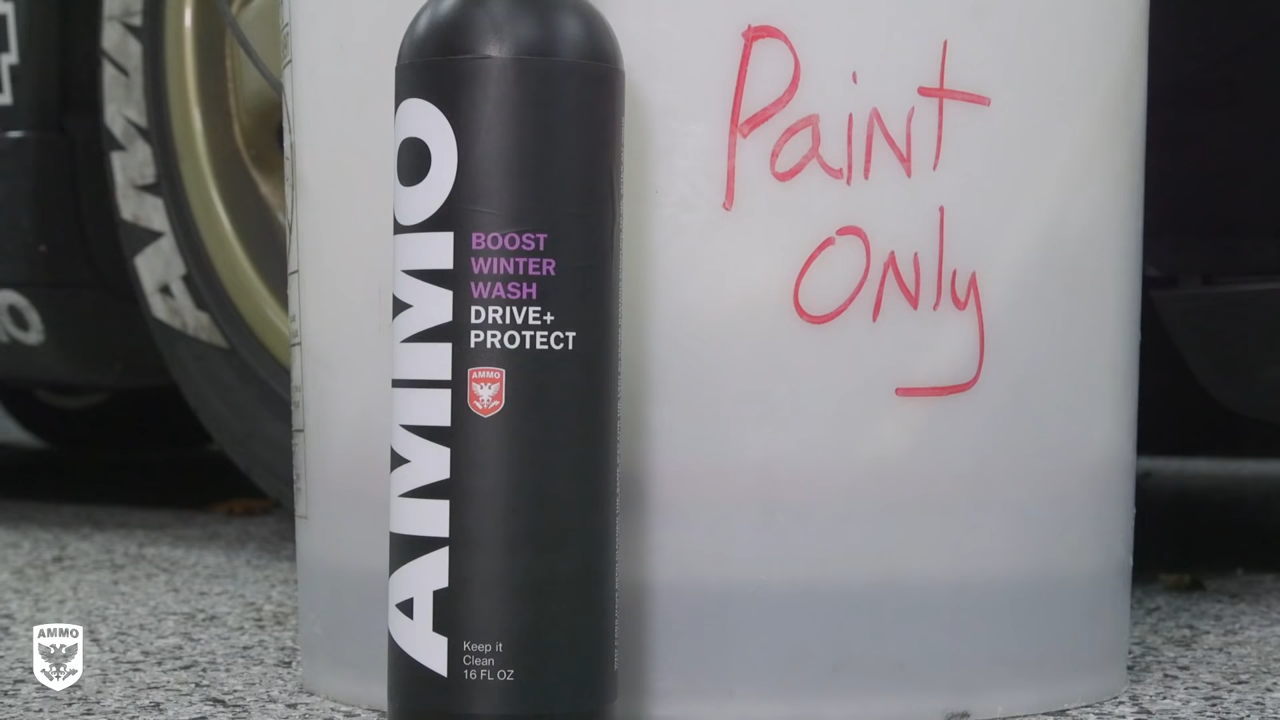 AMMO
BOOST
WINTER
WASH
DRIVE+
PROTECT
AMMO
Keep it
Clean
16 FL OZ
Paint
Only
AMMO